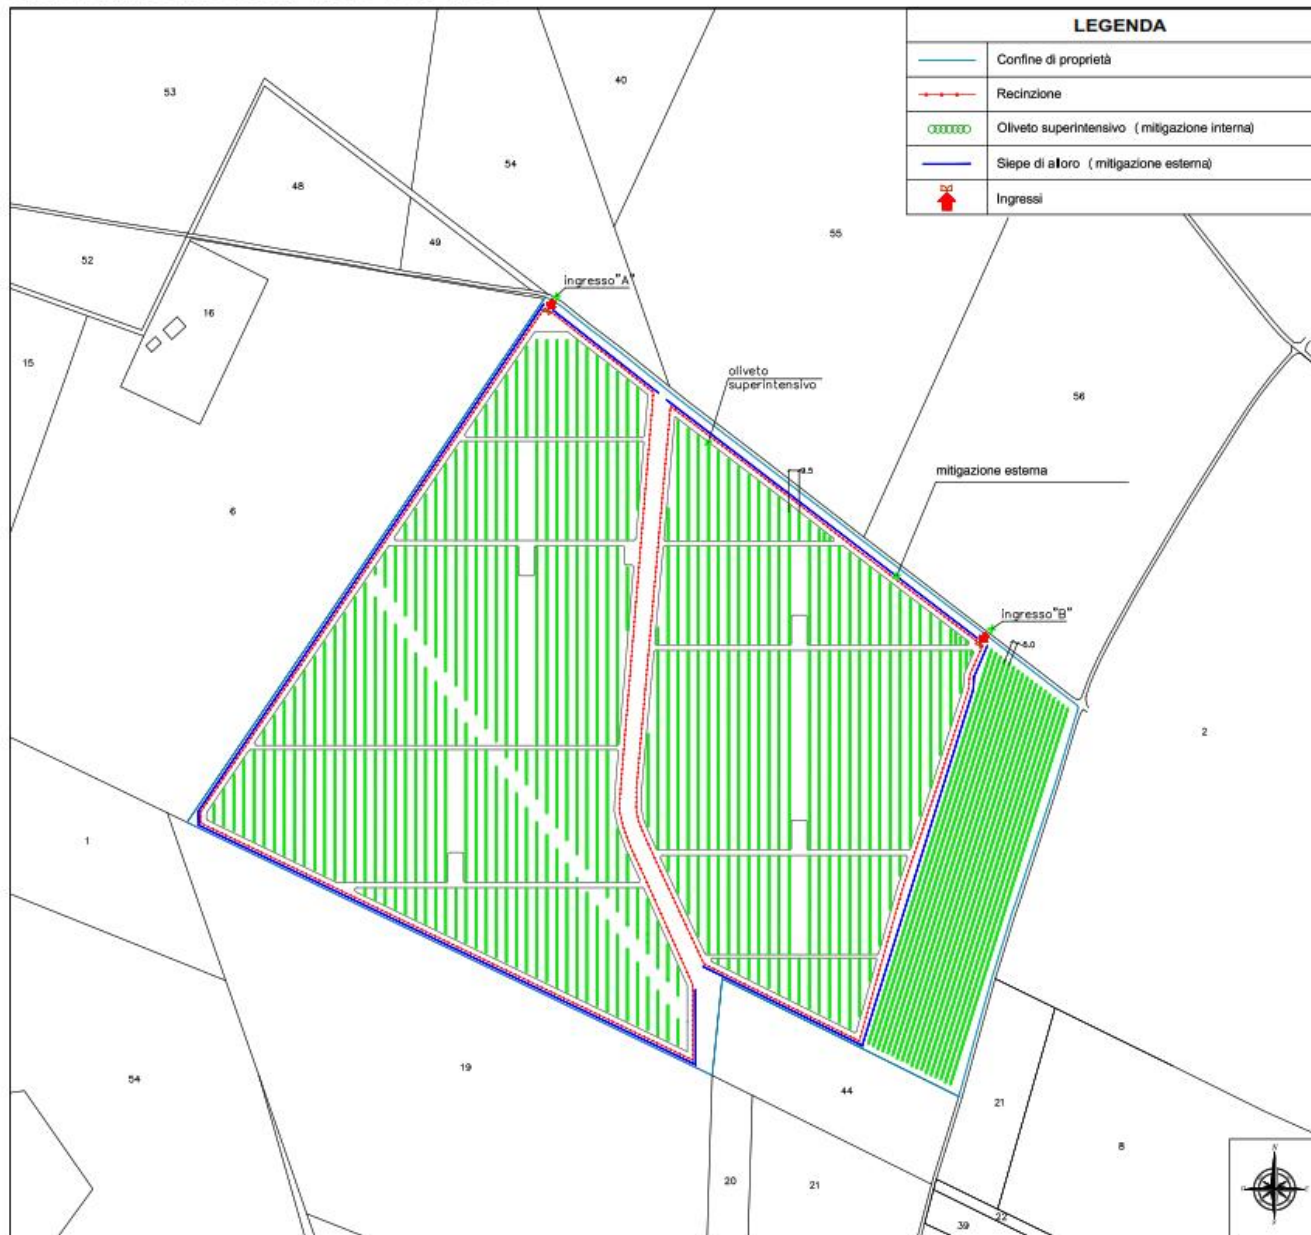 LEGENDA
Confine di proprietà
Recinzione
Oliveto superintensivo ( mitigazione interna)
Siepe di alloro ( mitigazione esterna)
Ingressi
53
40
54
48
55
49
52
ingresso"A"
16
15
oliveto
superintensivo
56
mitigazione esterna
6
ingresso"B"
2
1
19
54
44
21
8
20
21
22
39